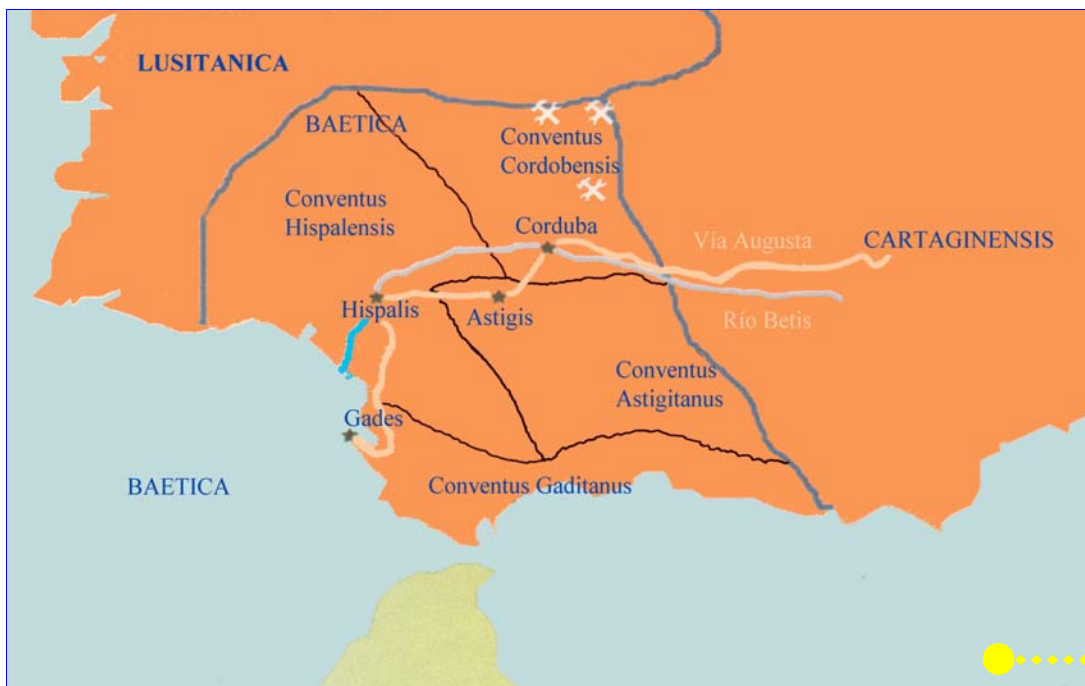 LUSITANICA
BAETICA
Conventus
Cordobensis
Conventus
Hispalensis
Corduba
Vía Augusta
CARTAGINENSIS
Hispalis
Astigis
Río Betis
Conventus
Astigitanus
Gades
BAETICA
Conventus Gaditanus